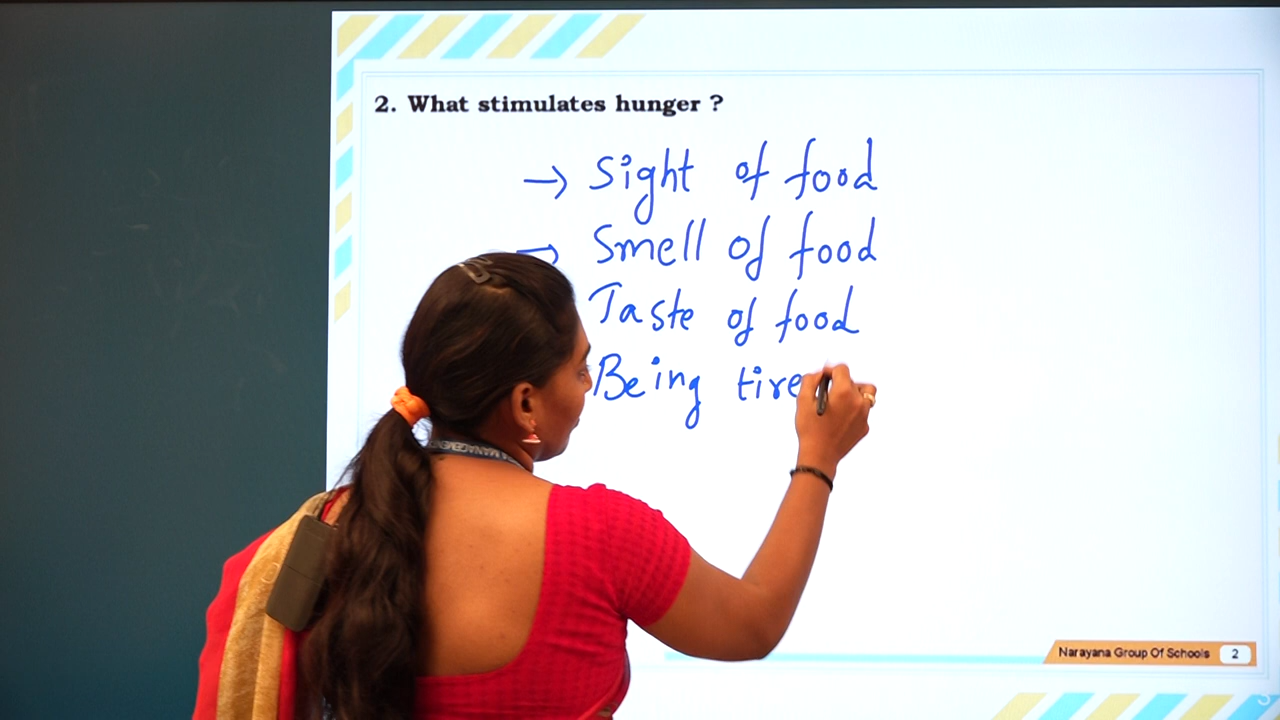 2. What stimulates hunger ?
→ Sight of food
→ Smell of food
Taste of food
Being tire
Narayana Group Of Schools 2